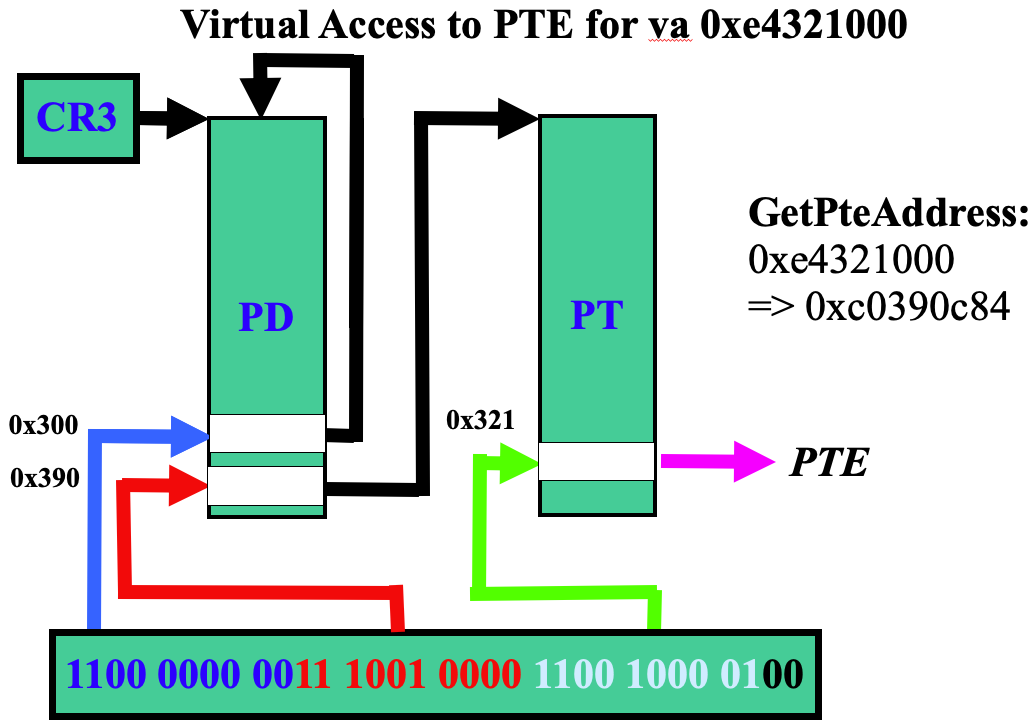 Virtual Access to PTE for va 0xe4321000
CR3
GetPteAddress:
0xe4321000
=> 0xc0390c84
PD
PT
0x300
0x321
0x390
PTE
1100 0000 0011 1001 0000 1100 1000 0100